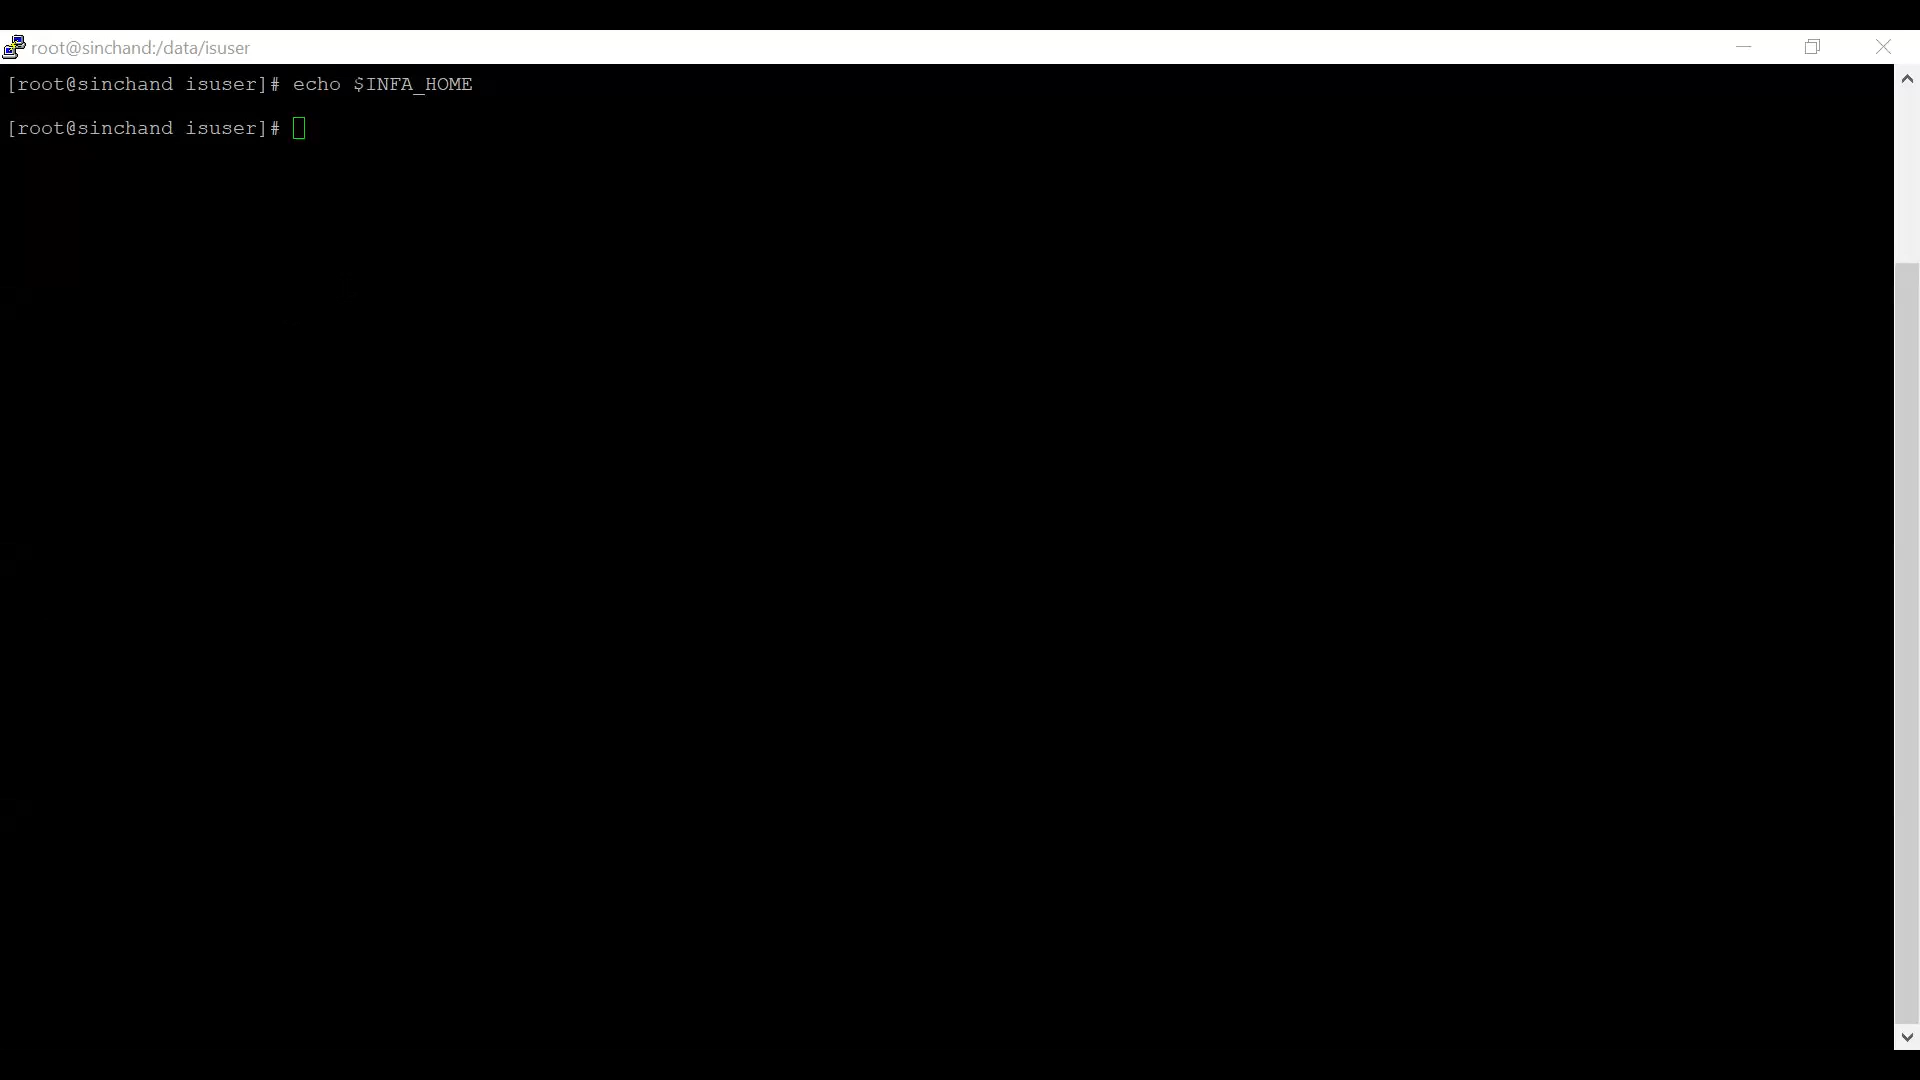 root@sinchand:/data/isuser
[root@sinchand isuser]# echo $INFA_HOME
[root@sinchand isuser]#